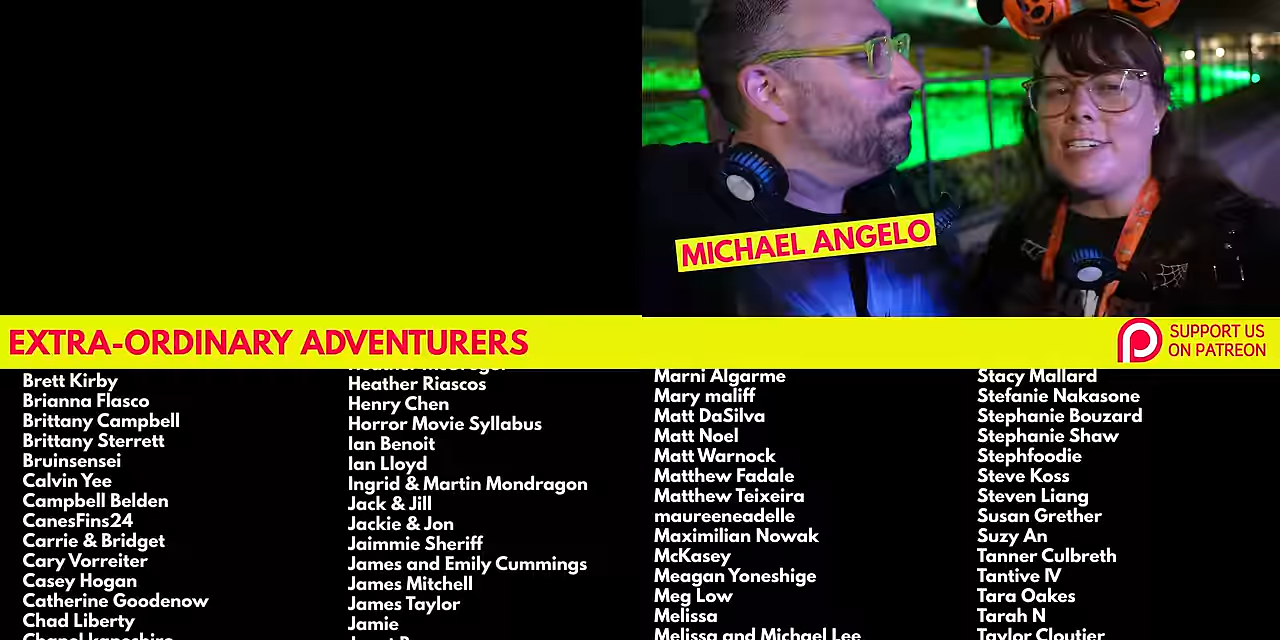 MICHAEL ANGELO
EXTRA-ORDINARY ADVENTURERS
SUPPORT US
ON PATREON
Brett Kirby
Brianna Flasco
Brittany Campbell
Brittany Sterrett
Bruinsensei
Calvin Yee
Campbell Belden
CanesFins24
Carrie & Bridget
Cary Vorreiter
Casey Hogan
Catherine Goodenow
Chad Liberty
Heather Riascos
Henry Chen
Horror Movie Syllabus
Ian Benoit
Ian Lloyd
Ingrid & Martin Mondragon
Jack & Jill
Jackie & Jon
Jaimmie Sheriff
James and Emily Cummings
James Mitchell
James Taylor
Jamie
Marni Algarme
Mary maliff
Matt DaSilva
Matt Noel
Matt Warnock
Matthew Fadale
Matthew Teixeira
maureeneadelle
Maximilian Nowak
McKasey
Meagan Yoneshige
Meg Low
Melissa
Melissa and Michael Lee
Stacy Mallard
Stefanie Nakasone
Stephanie Bouzard
Stephanie Shaw
Stephfoodie
Steve Koss
Steven Liang
Susan Grether
Suzy An
Tanner Culbreth
Tantive IV
Tara Oakes
Tarah N
Taylor Cloutier